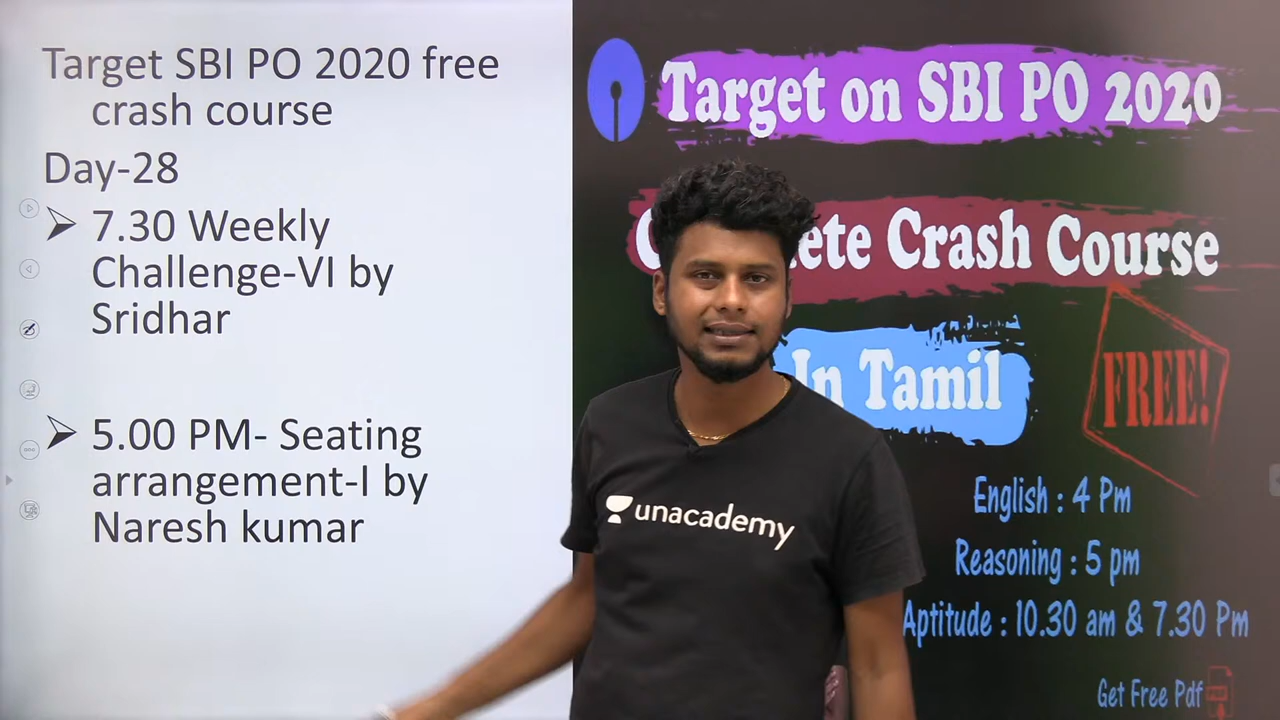 Target SBI PO 2020 free
crash course
Day-28
7.30 Weekly
Challenge-VI by
Sridhar
5.00 PM- Seating
arrangement-I by
Naresh kumar
Target on SBI PO 2020
Crash Course
In Tamil
FREE!
English : 4 Pm
Reasoning : 5 pm
Aptitude : 10.30 am & 7.30 Pm
Get Free Pdf
unacademy